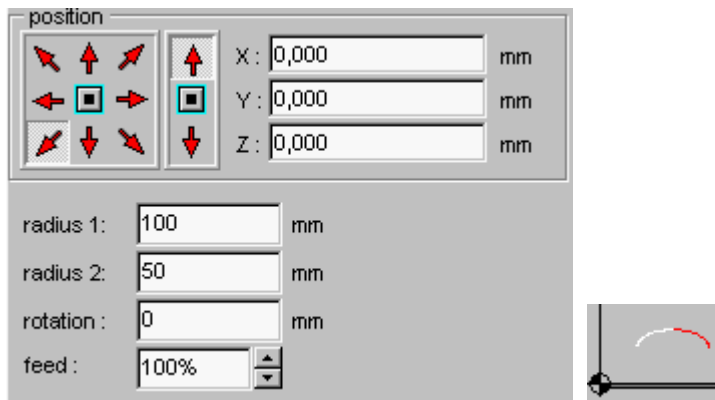 position
X : 0,000 mm
Y : 0,000 mm
Z : 0,000 mm
radius 1: 100 mm
radius 2: 50 mm
rotation : 0 mm
feed : 100%